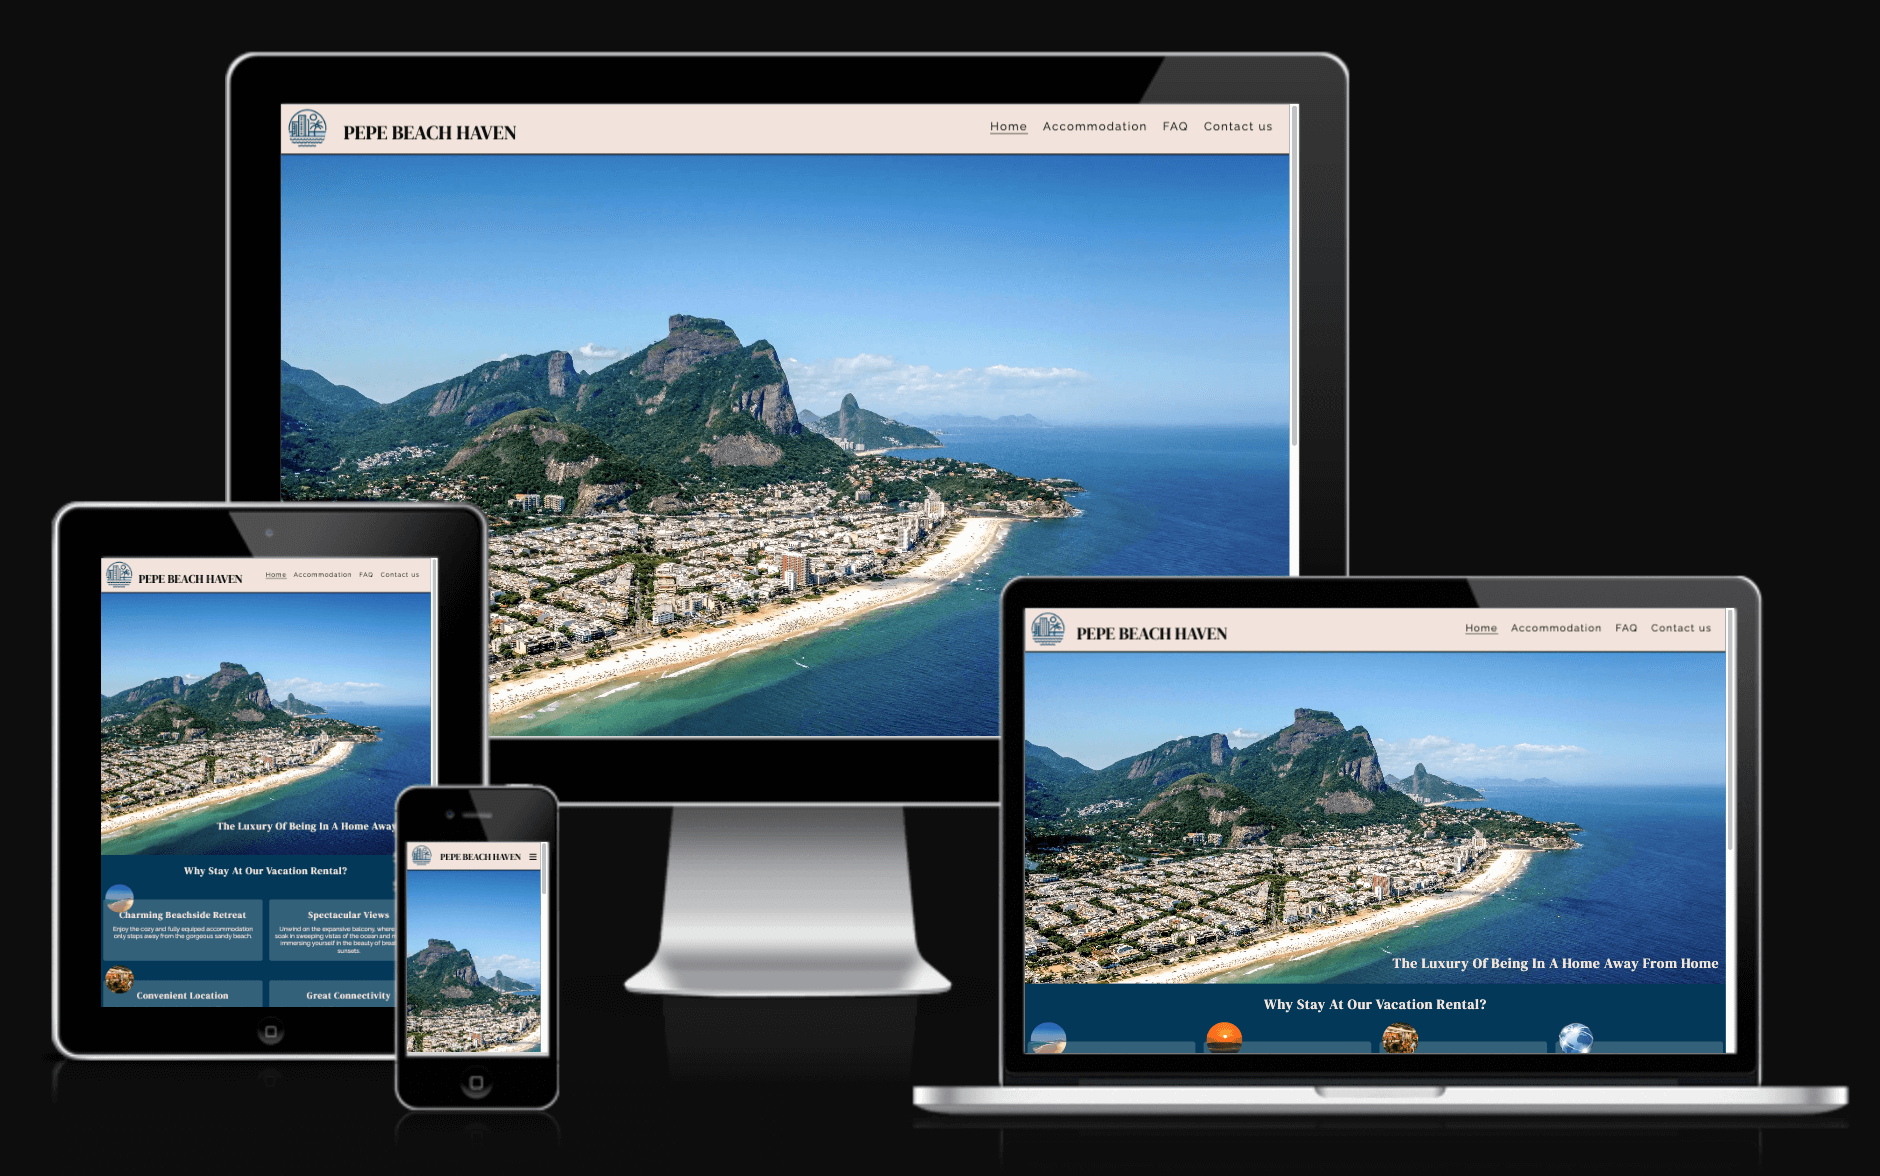 PEPE BEACH HAVEN
Home Accommodation FAQ Contact us
PEPE BEACH HAVEN
Home Accommodation FAQ Contact us
The Luxury Of Being In A Home Away
Why Stay At Our Vacation Rental?
Charming Beachside Retreat
Enjoy the cozy and fully equiped accommodation
only steps away from the gorgeous sandy beach.
Spectacular Views
Unwind on the expansive balcony, where
soak in sweeping vistas of the ocean and
immersing yourself in the beauty of
sunsets.
Convenient Location
Great Connectivity
PEPE BEACH HAVEN
PEPE BEACH HAVEN
Home Accommodation FAQ Contact us
The Luxury Of Being In A Home Away From Home
Why Stay At Our Vacation Rental?